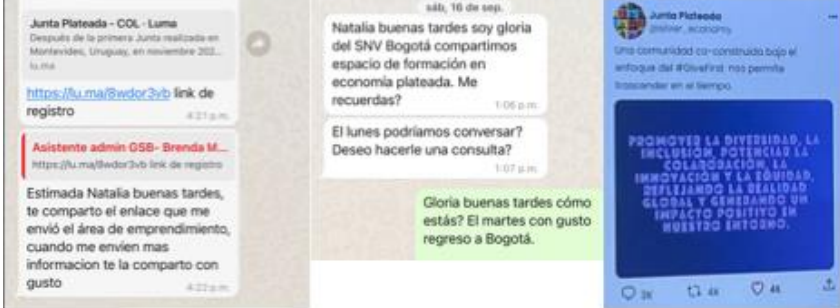 Junta Plateada - COL · Luma
Después de la primera Junta realizada en
Montevideo, Uruguay, en noviembre 202...
lu.ma
https://lu.ma/8wdor3vb link de
registro
4:21 p.m.
Asistente admin GSB- Brenda M...
https://lu.ma/8wdor3vb link de registro
Estimada Natalia buenas tardes,
te comparto el enlace que me
envió el área de emprendimiento,
cuando me envien mas
informacion te la comparto con
gusto
4:22 p.m.
sáb, 16 de sep.
Natalia buenas tardes soy gloria
del SNV Bogotá compartimos
espacio de formación en
economía plateada. Me
recuerdas?
1:06 p.m.
El lunes podríamos conversar?
Deseo hacerle una consulta?
1:07 p.m.
Gloria buenas tardes cómo
estás? El martes con gusto
regreso a Bogotá.
Junta Plateada
Una comunidad co-construida bajo el
enfoque del #GiveFirst nos permite
trascender en el tiempo.
PROMOVER LA DIVERSIDAD, LA
INCLUSIÓN, POTENCIAR LA
COLABORACIÓN, LA
INNOVACIÓN Y LA EQUIDAD,
REFLEJANDO LA REALIDAD
GLOBAL Y GENERANDO UN
IMPACTO POSITIVO EN
NUESTRO ENTORNO.